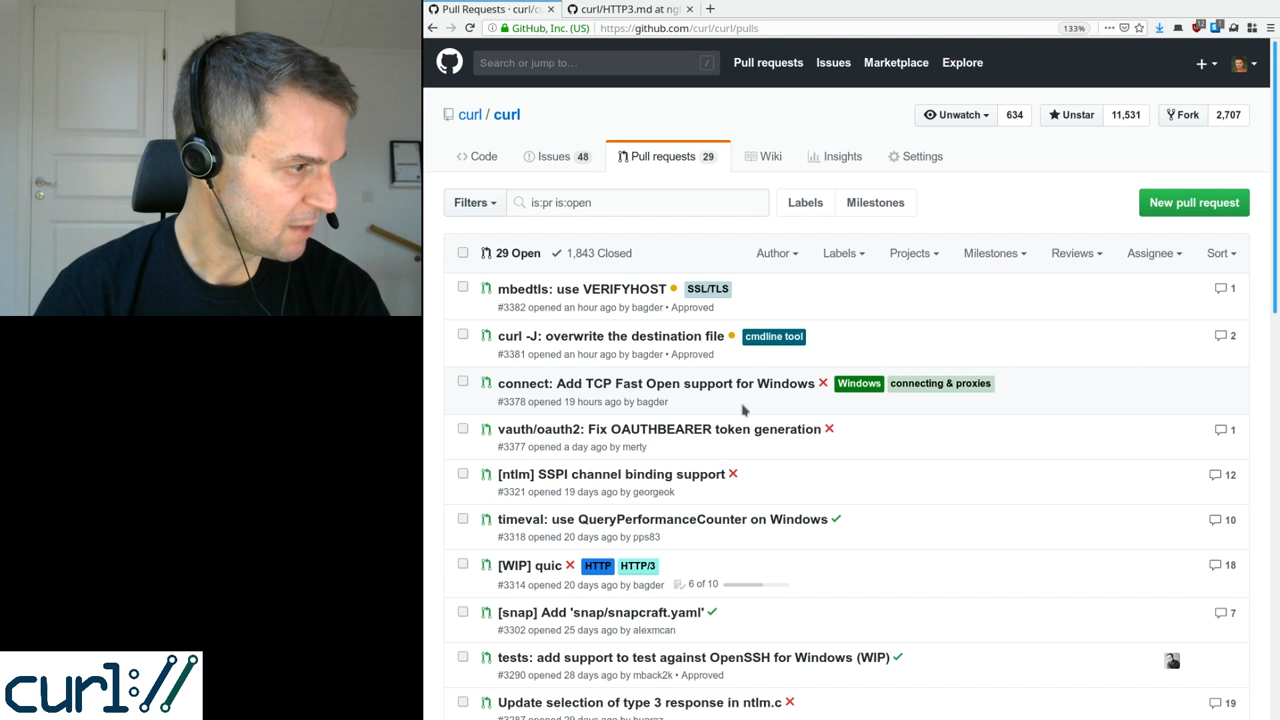 Pull Requests · curl/cu
curl/HTTP3.md at ng
GitHub, Inc. (US) https://github.com/curl/curl/pulls 133%
Search or jump to… / Pull requests Issues Marketplace Explore
curl / curl
Unwatch 634 Unstar 11,531 Fork 2,707
Code Issues 48 Pull requests 29 Wiki Insights Settings
Filters is:pr is:open Labels Milestones New pull request
29 Open 1,843 Closed Author Labels Projects Milestones Reviews Assignee Sort
mbedtls: use VERIFYHOST SSL/TLS 1
#3382 opened an hour ago by bagder • Approved
curl -J: overwrite the destination file cmdline tool 2
#3381 opened an hour ago by bagder • Approved
connect: Add TCP Fast Open support for Windows Windows connecting & proxies
#3378 opened 19 hours ago by bagder
vauth/oauth2: Fix OAUTHBEARER token generation 1
#3377 opened a day ago by merty
[ntlm] SSPI channel binding support 12
#3321 opened 19 days ago by georgeok
timeval: use QueryPerformanceCounter on Windows 10
#3318 opened 20 days ago by pps83
[WIP] quic HTTP HTTP/3 18
#3314 opened 20 days ago by bagder 6 of 10
[snap] Add 'snap/snapcraft.yaml' 7
#3302 opened 25 days ago by alexmcan
tests: add support to test against OpenSSH for Windows (WIP)
#3290 opened 28 days ago by mback2k • Approved
Update selection of type 3 response in ntlm.c 19
curl://